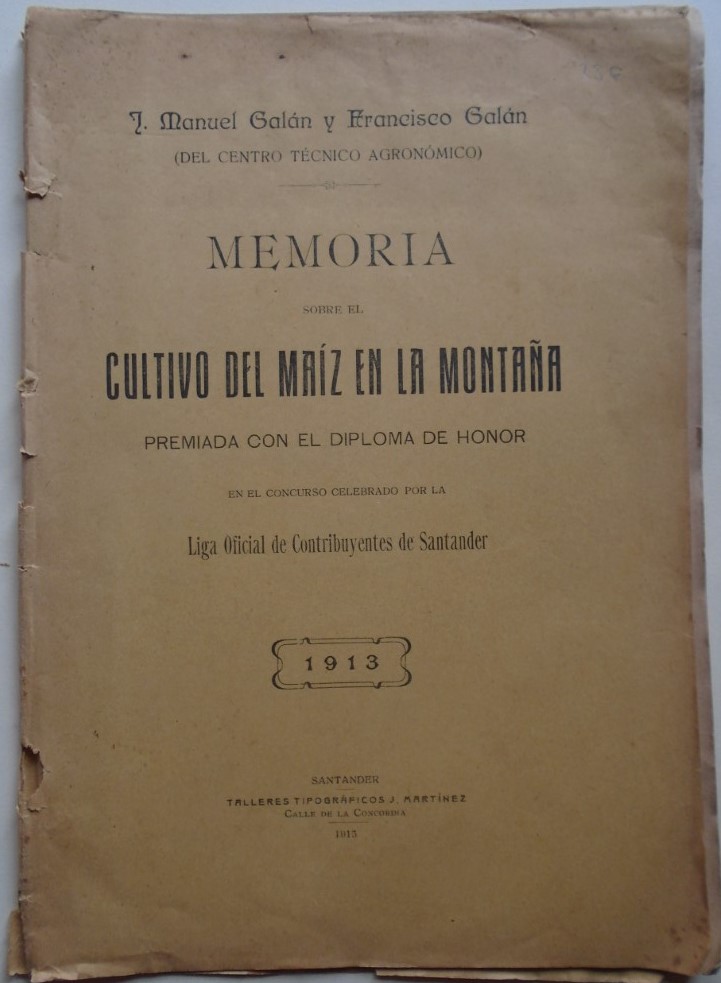 J. Manuel Galán y Francisco Galán
(DEL CENTRO TÉCNICO AGRONÓMICO)
MEMORIA
SOBRE EL
CULTIVO DEL MAÍZ EN LA MONTAÑA
PREMIADA CON EL DIPLOMA DE HONOR
EN EL CONCURSO CELEBRADO POR LA
Liga Oficial de Contribuyentes de Santander
1913
SANTANDER
TALLERES TIPOGRÁFICOS J. MARTÍNEZ
CALLE DE LA CONCORDIA